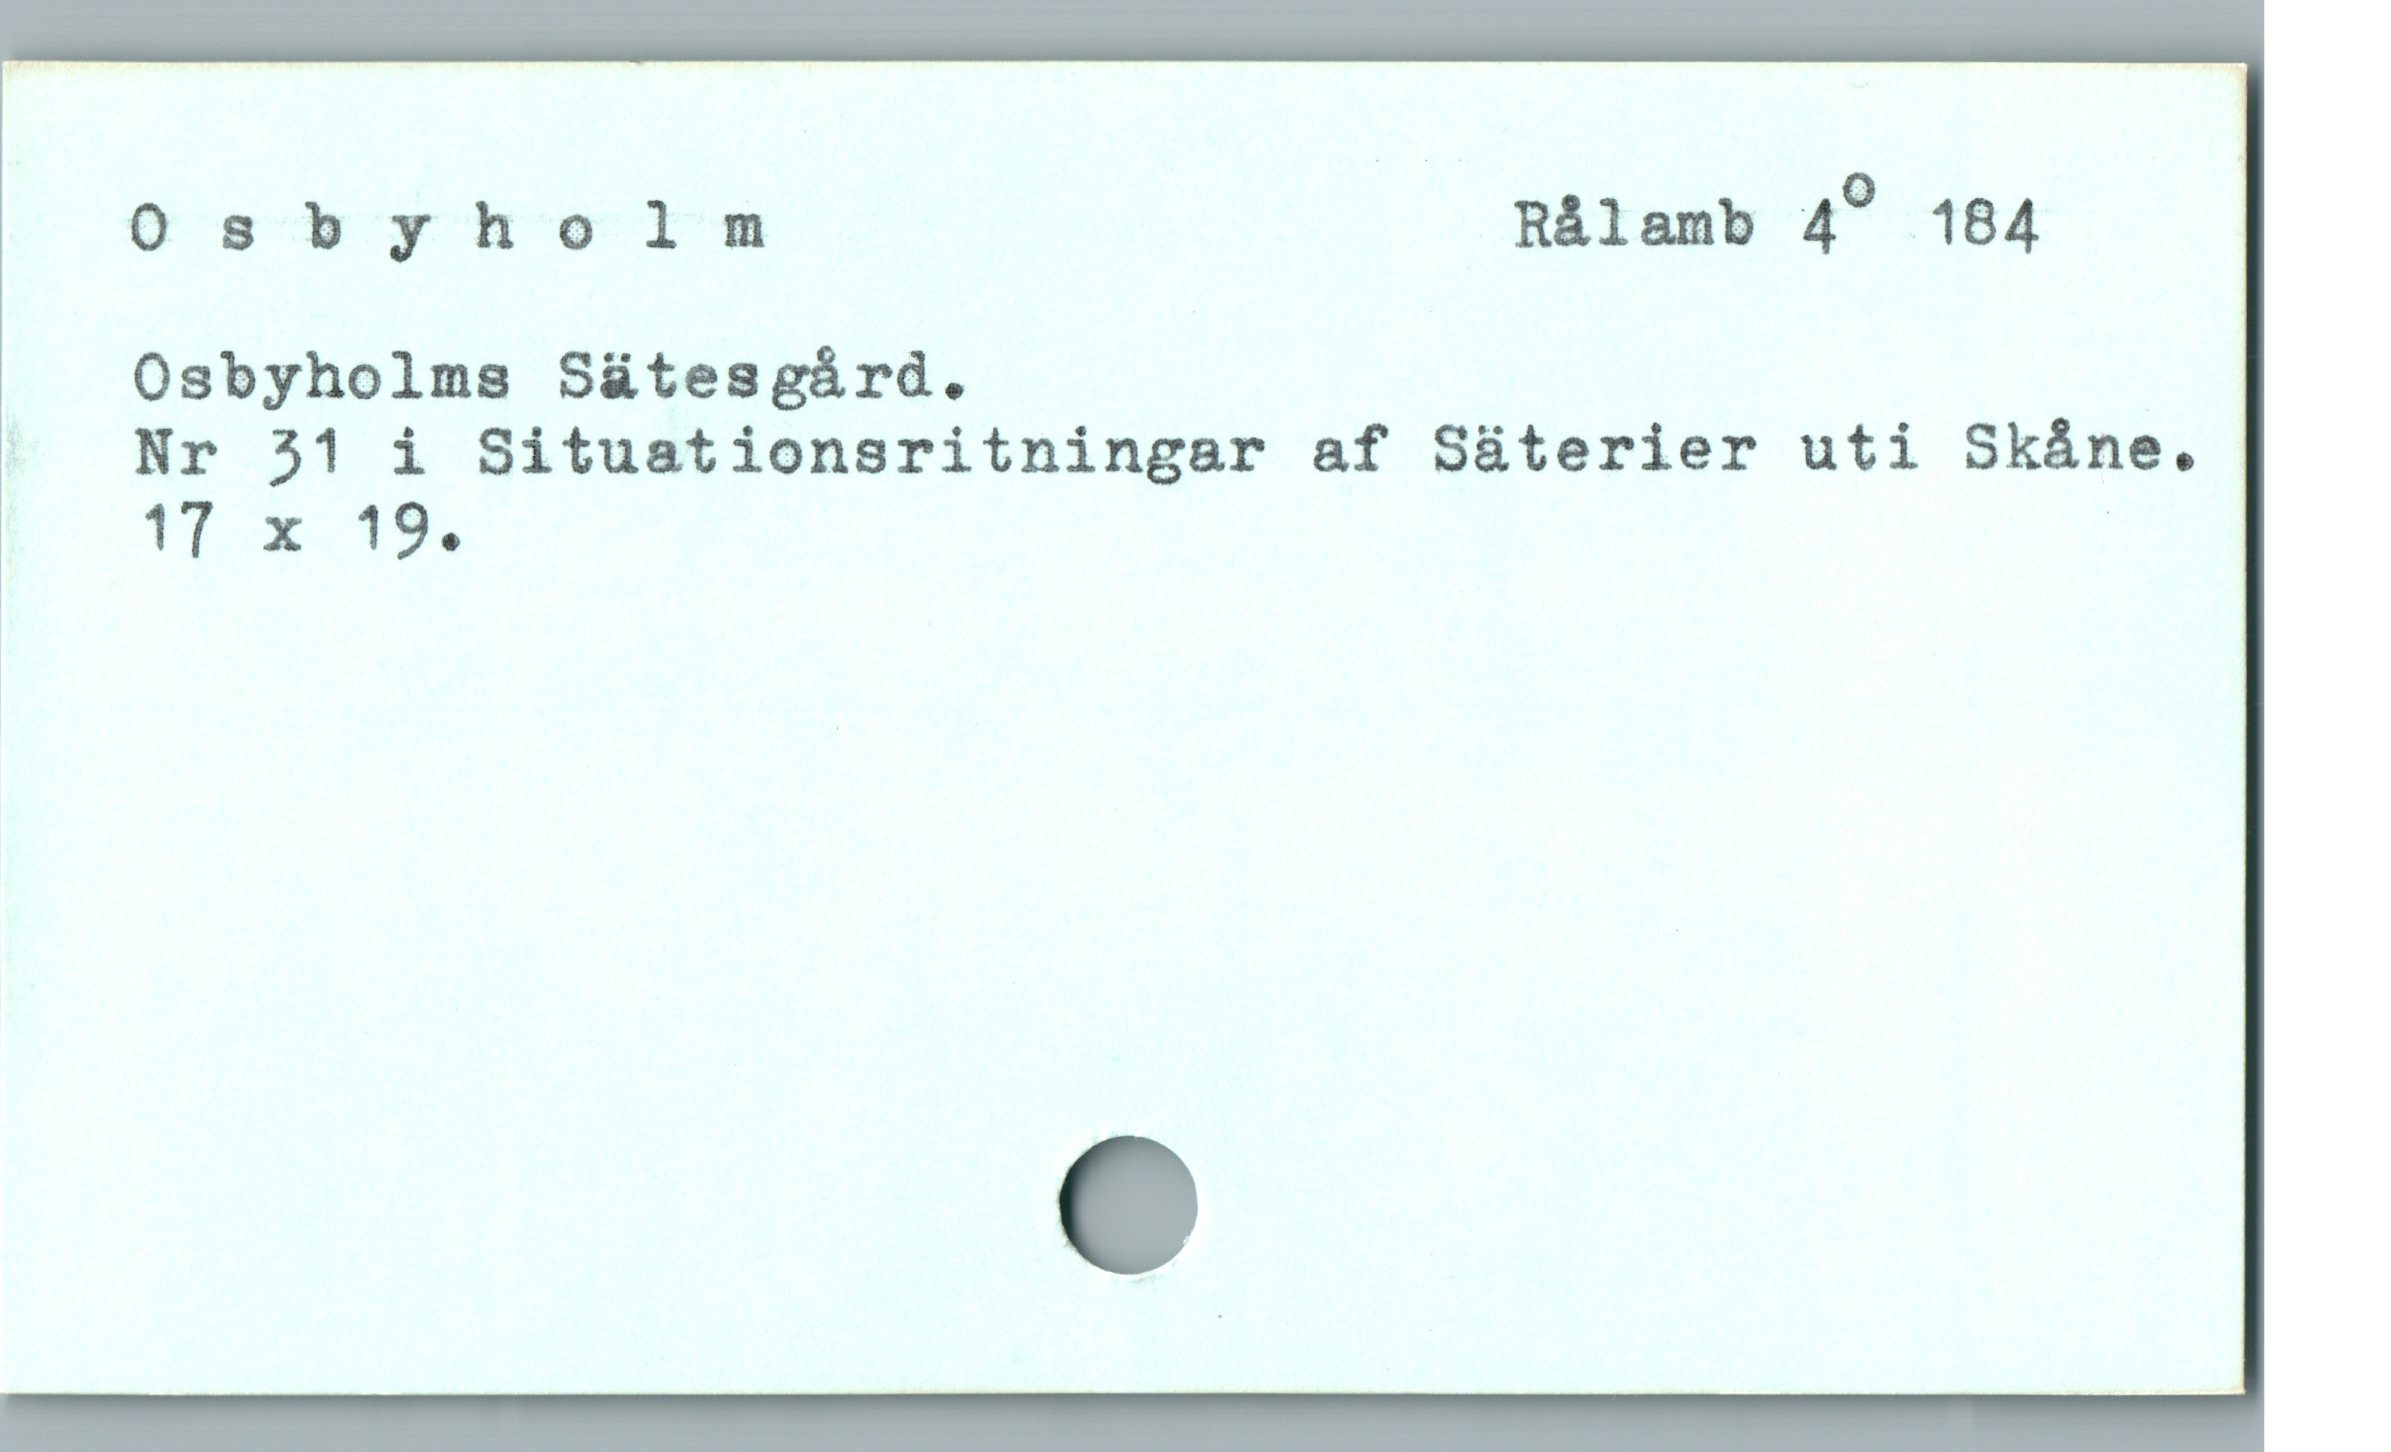 O s b y h o l m Rålamb 4° 184
Osbyholms Sätesgård.
Nr 31 i Situationsritningar af Säterier uti Skåne.
17 x 19.